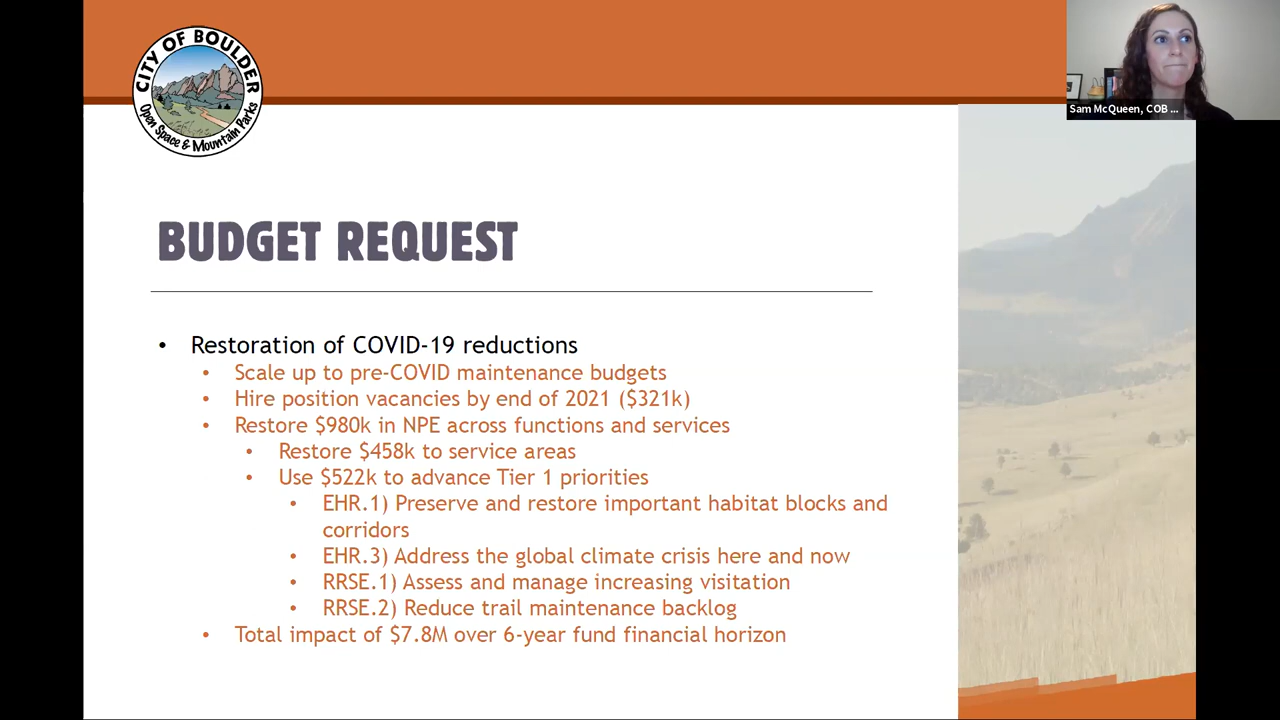 CITY OF BOULDER
Open Space & Mountain Parks
Sam McQueen, COB ...
BUDGET REQUEST
• Restoration of COVID-19 reductions
• Scale up to pre-COVID maintenance budgets
• Hire position vacancies by end of 2021 ($321k)
• Restore $980k in NPE across functions and services
• Restore $458k to service areas
• Use $522k to advance Tier 1 priorities
• EHR.1) Preserve and restore important habitat blocks and
corridors
• EHR.3) Address the global climate crisis here and now
• RRSE.1) Assess and manage increasing visitation
• RRSE.2) Reduce trail maintenance backlog
• Total impact of $7.8M over 6-year fund financial horizon